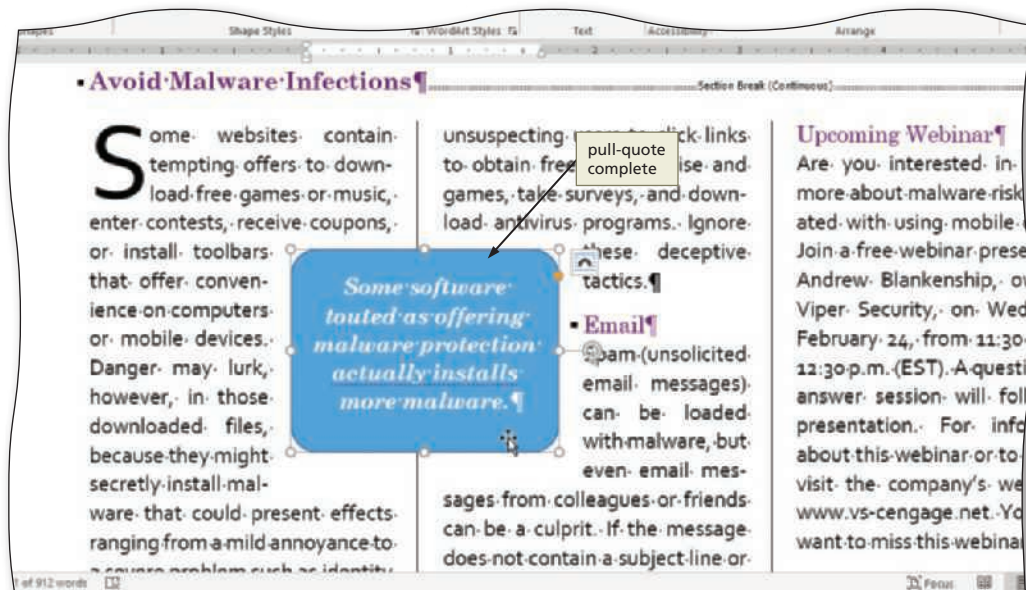 Shape Styles
WordArt Styles
Text
Accessibility
Arrange
Avoid Malware Infections¶
Section Break (Continuous)
Some websites contain
tempting offers to down-
load free games or music,
enter contests, receive coupons,
or install toolbars
that offer conven-
ience on computers
or mobile devices.
Danger may lurk,
however, in those
downloaded files,
because they might
secretly install mal-
ware that could present effects
ranging from a mild annoyance to
a severe problem such as identity
pull-quote
complete
Some software
touted as offering
malware protection
actually installs
more malware.¶
unsuspecting users to click links
to obtain free and
games, take surveys, and down-
load antivirus programs. Ignore
these deceptive
tactics.¶
Email¶
Spam (unsolicited
email messages)
can be loaded
with malware, but
even email mes-
sages from colleagues or friends
can be a culprit. If the message
does not contain a subject line or
Upcoming Webinar¶
Are you interested in
more about malware risk
ated with using mobile
Join a free webinar prese
Andrew Blankenship, o
Viper Security, on Wed
February 24, from 11:30
12:30 p.m. (EST). A questi
answer session will foll
presentation. For info
about this webinar or to
visit the company's we
www.vs-cengage.net. Yo
want to miss this webina
of 912 words
Focus